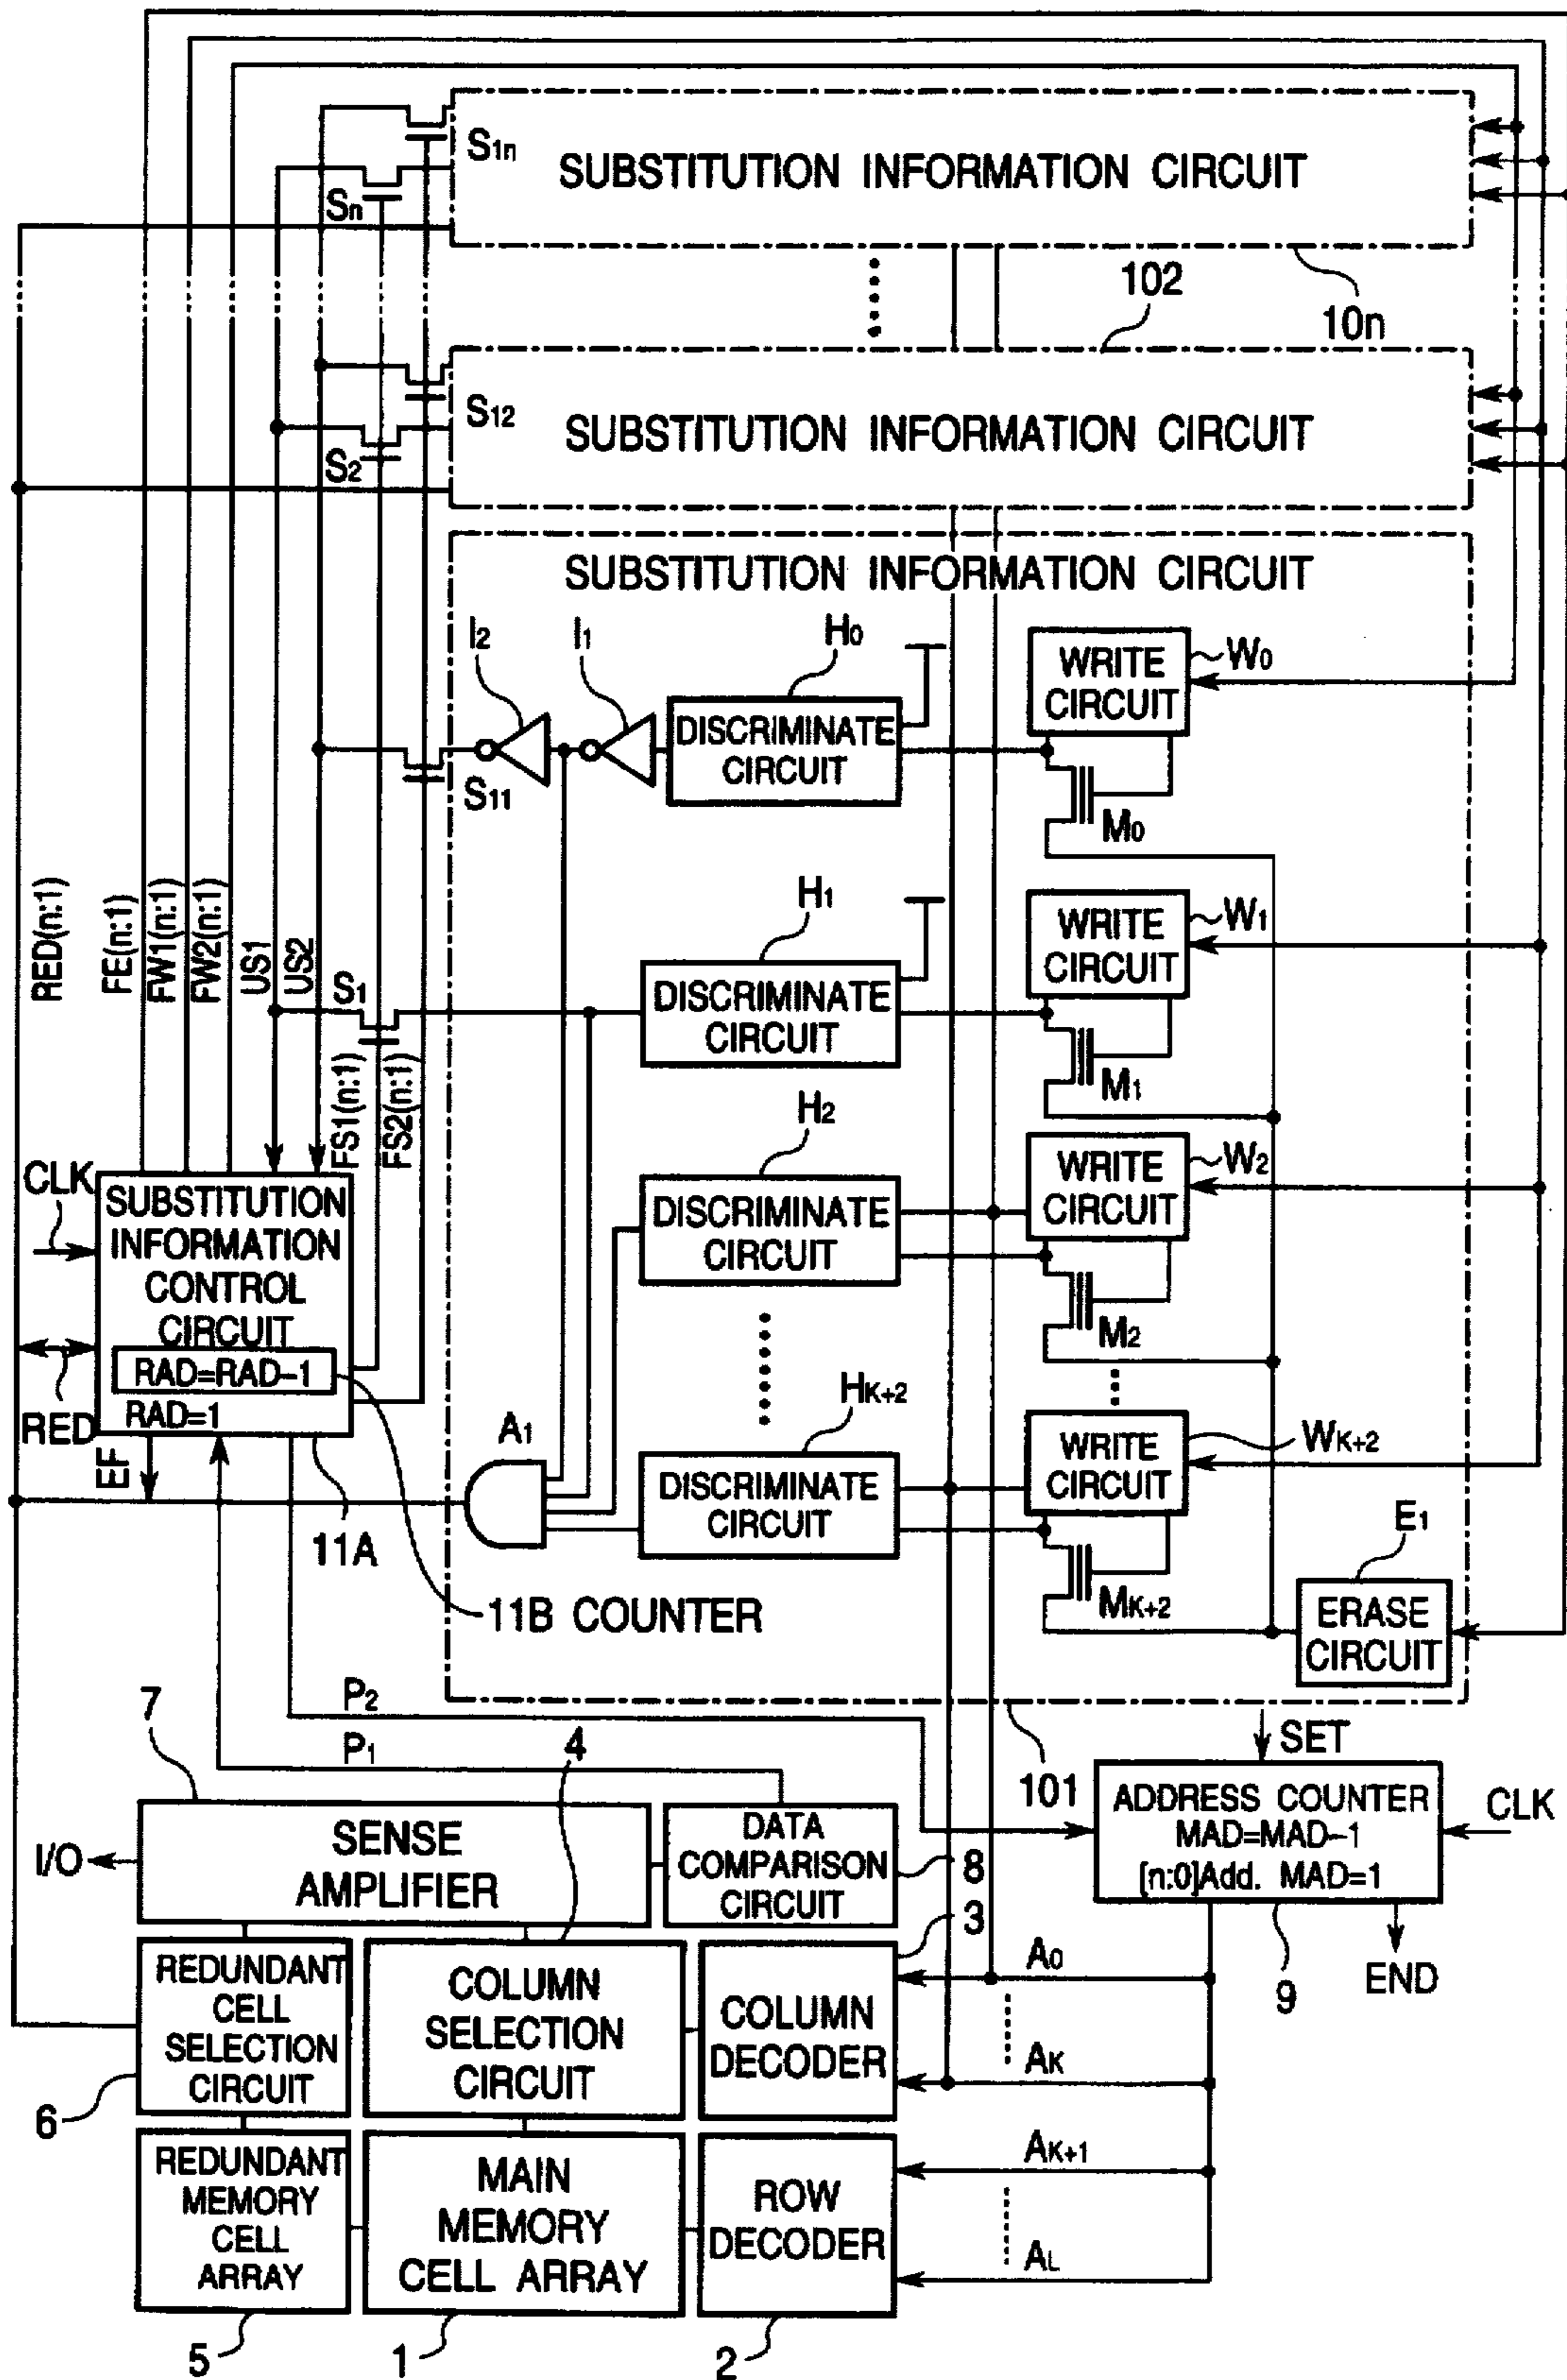 S1n
SUBSTITUTION INFORMATION CIRCUIT
Sn
102
10n
S12
SUBSTITUTION INFORMATION CIRCUIT
S2
SUBSTITUTION INFORMATION CIRCUIT
I2
I1
H0
WRITE
CIRCUIT
W0
DISCRIMINATE
CIRCUIT
S11
M0
RED(n:1)
FE(n:1)
FW1(n:1)
FW2(n:1)
US1
US2
H1
WRITE
CIRCUIT
W1
S1
DISCRIMINATE
CIRCUIT
M1
FS1(n:1)
FS2(n:1)
H2
WRITE
CIRCUIT
W2
CLK
SUBSTITUTION
INFORMATION
CONTROL
CIRCUIT
RAD=RAD-1
RAD=1
DISCRIMINATE
CIRCUIT
M2
RED
EF
HK+2
A1
WRITE
CIRCUIT
WK+2
DISCRIMINATE
CIRCUIT
11A
E1
MK+2
11B COUNTER
ERASE
CIRCUIT
P2
7
P1
4
SET
101
ADDRESS COUNTER
MAD=MAD-1
[n:0]Add. MAD=1
CLK
SENSE
AMPLIFIER
I/O
DATA
COMPARISON
CIRCUIT
8
3
9
END
REDUNDANT
CELL
SELECTION
CIRCUIT
COLUMN
SELECTION
CIRCUIT
COLUMN
DECODER
A0
AK
6
REDUNDANT
MEMORY
CELL
ARRAY
MAIN
MEMORY
CELL ARRAY
ROW
DECODER
AK+1
AL
5
1
2